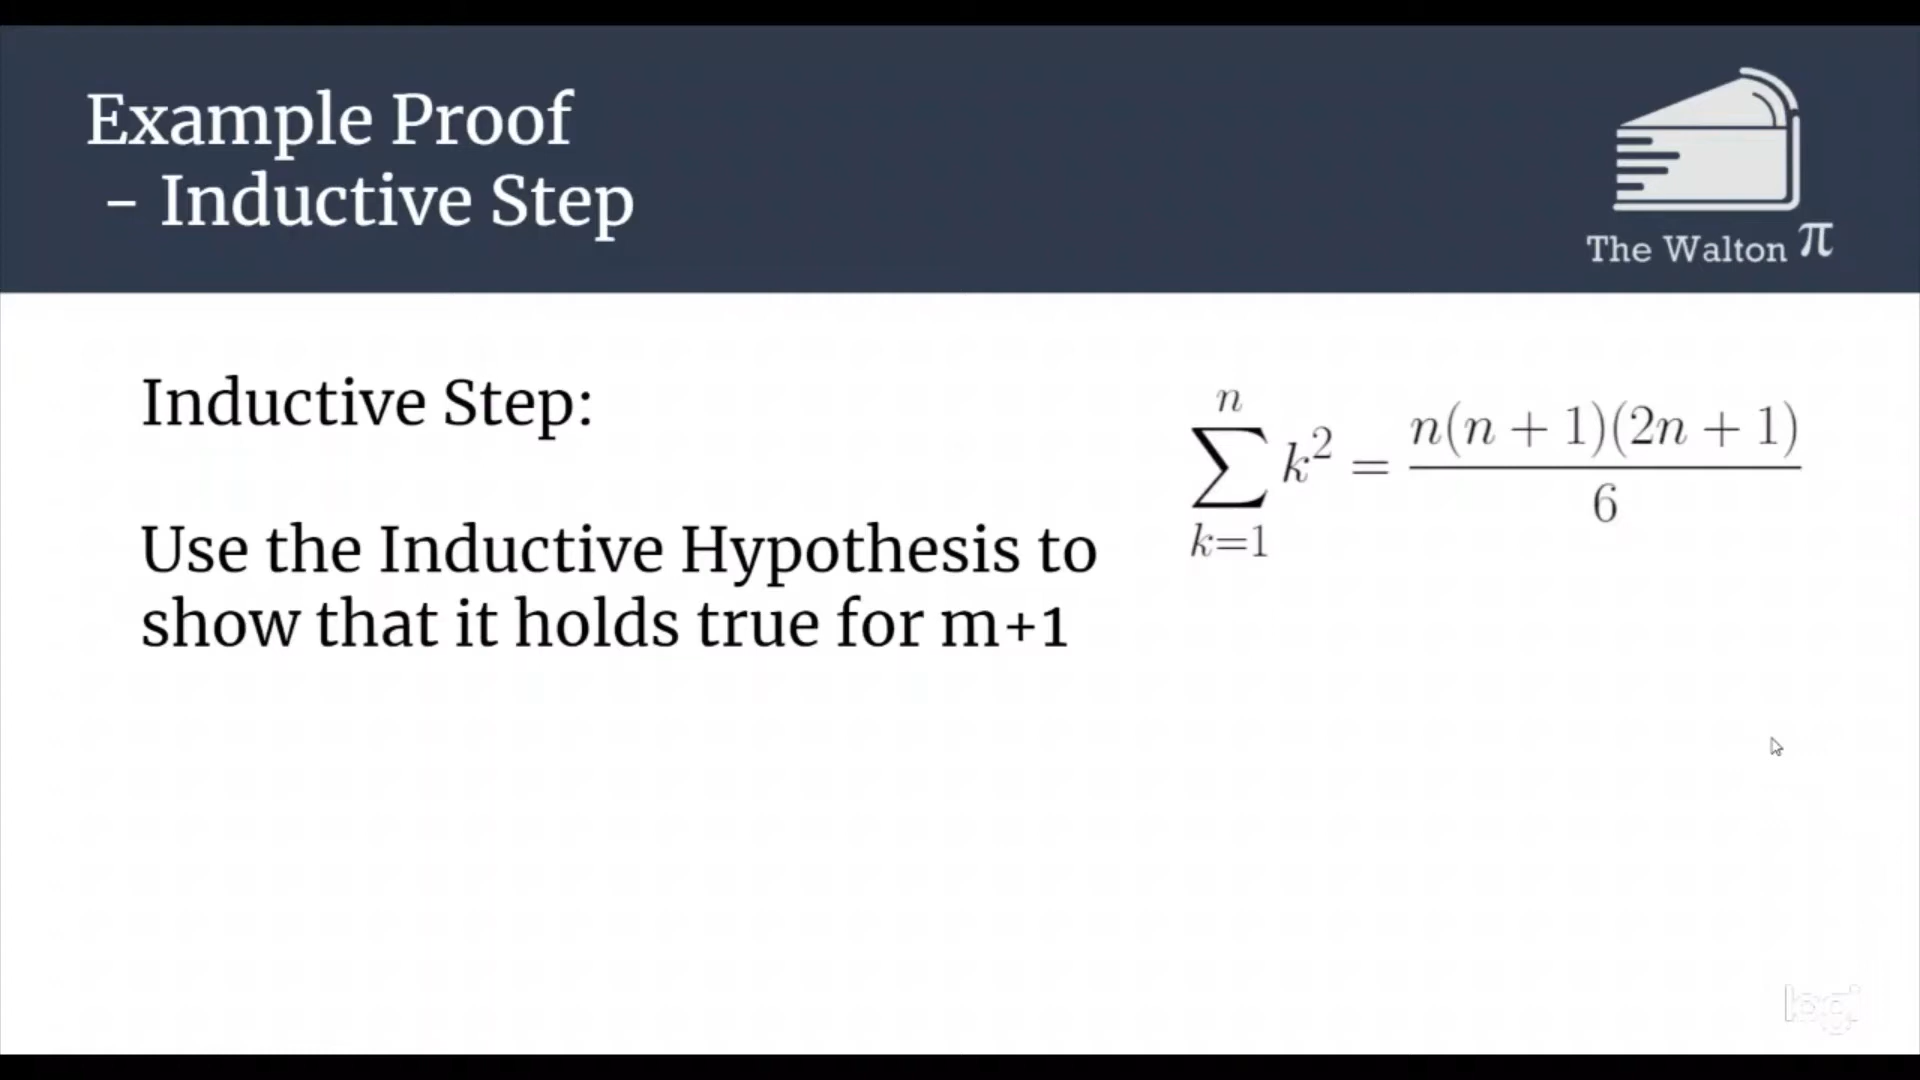 Example Proof
- Inductive Step
The Walton π
Inductive Step:
Use the Inductive Hypothesis to
show that it holds true for m+1
n
∑ k² = n(n + 1)(2n + 1)
6
k=1
logi